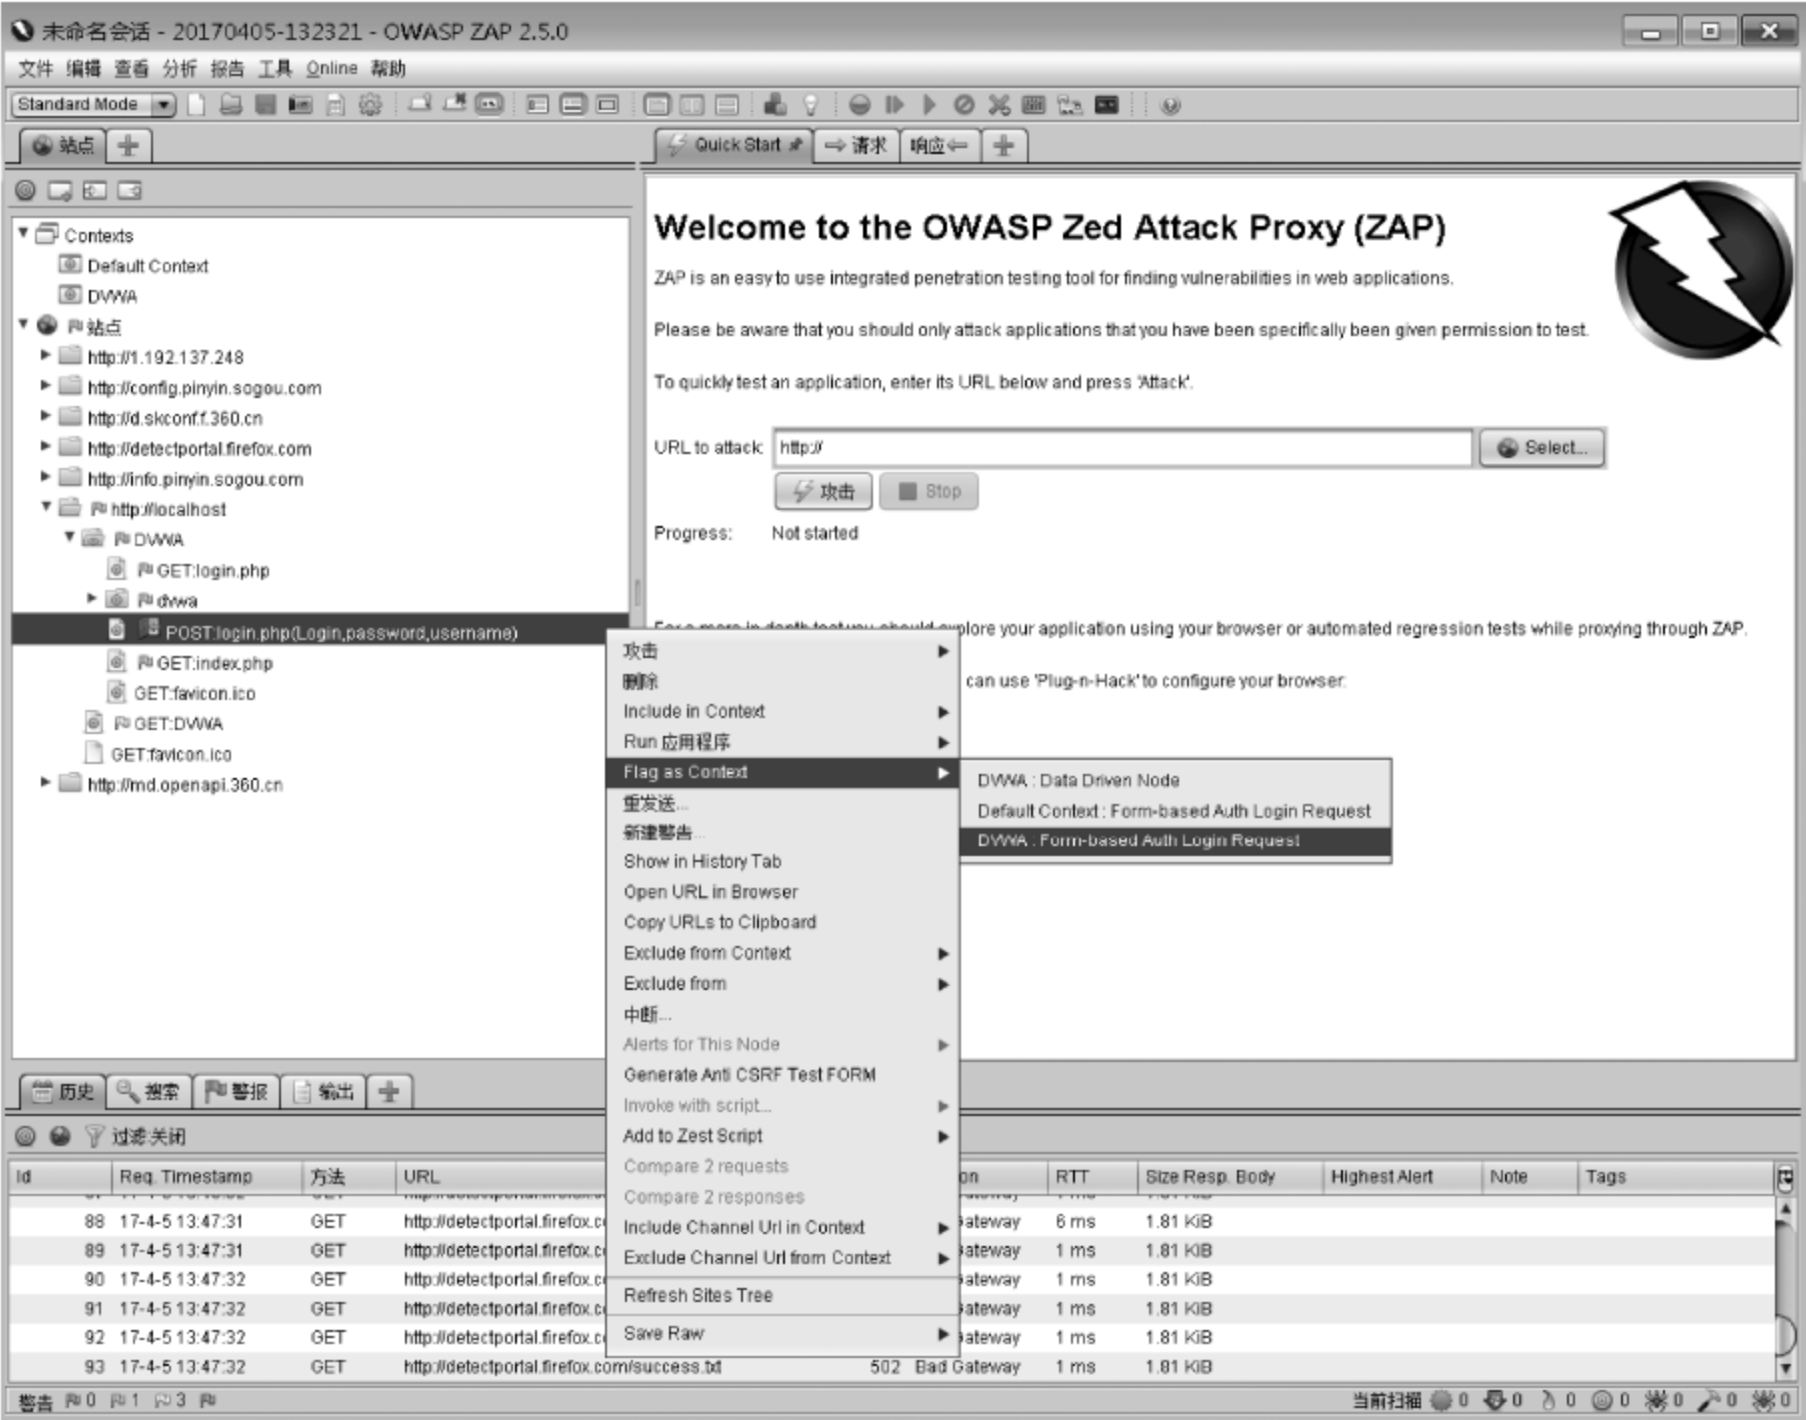 未命名会话 - 20170405-132321 - OWASP ZAP 2.5.0
文件 编辑 查看 分析 报告 工具 Online 帮助
Standard Mode
站点
Quick Start
请求
响应
Contexts
Default Context
DVWA
站点
http://1.192.137.248
http://config.pinyin.sogou.com
http://d.skconf.f.360.cn
http://detectportal.firefox.com
http://info.pinyin.sogou.com
http://localhost
DVWA
GET:login.php
dvwa
POST:login.php(Login,password,username)
GET:index.php
GET:favicon.ico
GET:DVWA
GET:favicon.ico
http://md.openapi.360.cn
Welcome to the OWASP Zed Attack Proxy (ZAP)
ZAP is an easy to use integrated penetration testing tool for finding vulnerabilities in web applications.
Please be aware that you should only attack applications that you have been specifically been given permission to test.
To quickly test an application, enter its URL below and press 'Attack'.
URL to attack: http:// Select...
攻击 Stop
Progress: Not started
explore your application using your browser or automated regression tests while proxying through ZAP.
can use 'Plug-n-Hack' to configure your browser:
攻击
删除
Include in Context
Run 应用程序
Flag as Context
重发送...
新建警告...
Show in History Tab
Open URL in Browser
Copy URLs to Clipboard
Exclude from Context
Exclude from
中断...
Alerts for This Node
Generate Anti CSRF Test FORM
Invoke with script...
Add to Zest Script
Compare 2 requests
Compare 2 responses
Include Channel Url in Context
Exclude Channel Url from Context
Refresh Sites Tree
Save Raw
DVWA : Data Driven Node
Default Context : Form-based Auth Login Request
DVWA : Form-based Auth Login Request
历史 搜索 警报 输出
过滤:关闭
Id Req. Timestamp 方法 URL on RTT Size Resp. Body Highest Alert Note Tags
88 17-4-5 13:47:31 GET http://detectportal.firefox.c ateway 6 ms 1.81 KiB
89 17-4-5 13:47:31 GET http://detectportal.firefox.c ateway 1 ms 1.81 KiB
90 17-4-5 13:47:32 GET http://detectportal.firefox.c ateway 1 ms 1.81 KiB
91 17-4-5 13:47:32 GET http://detectportal.firefox.c ateway 1 ms 1.81 KiB
92 17-4-5 13:47:32 GET http://detectportal.firefox.c ateway 1 ms 1.81 KiB
93 17-4-5 13:47:32 GET http://detectportal.firefox.com/success.txt 502 Bad Gateway 1 ms 1.81 KiB
警告 0 1 3
当前扫描 0 0 0 0 0 0 0